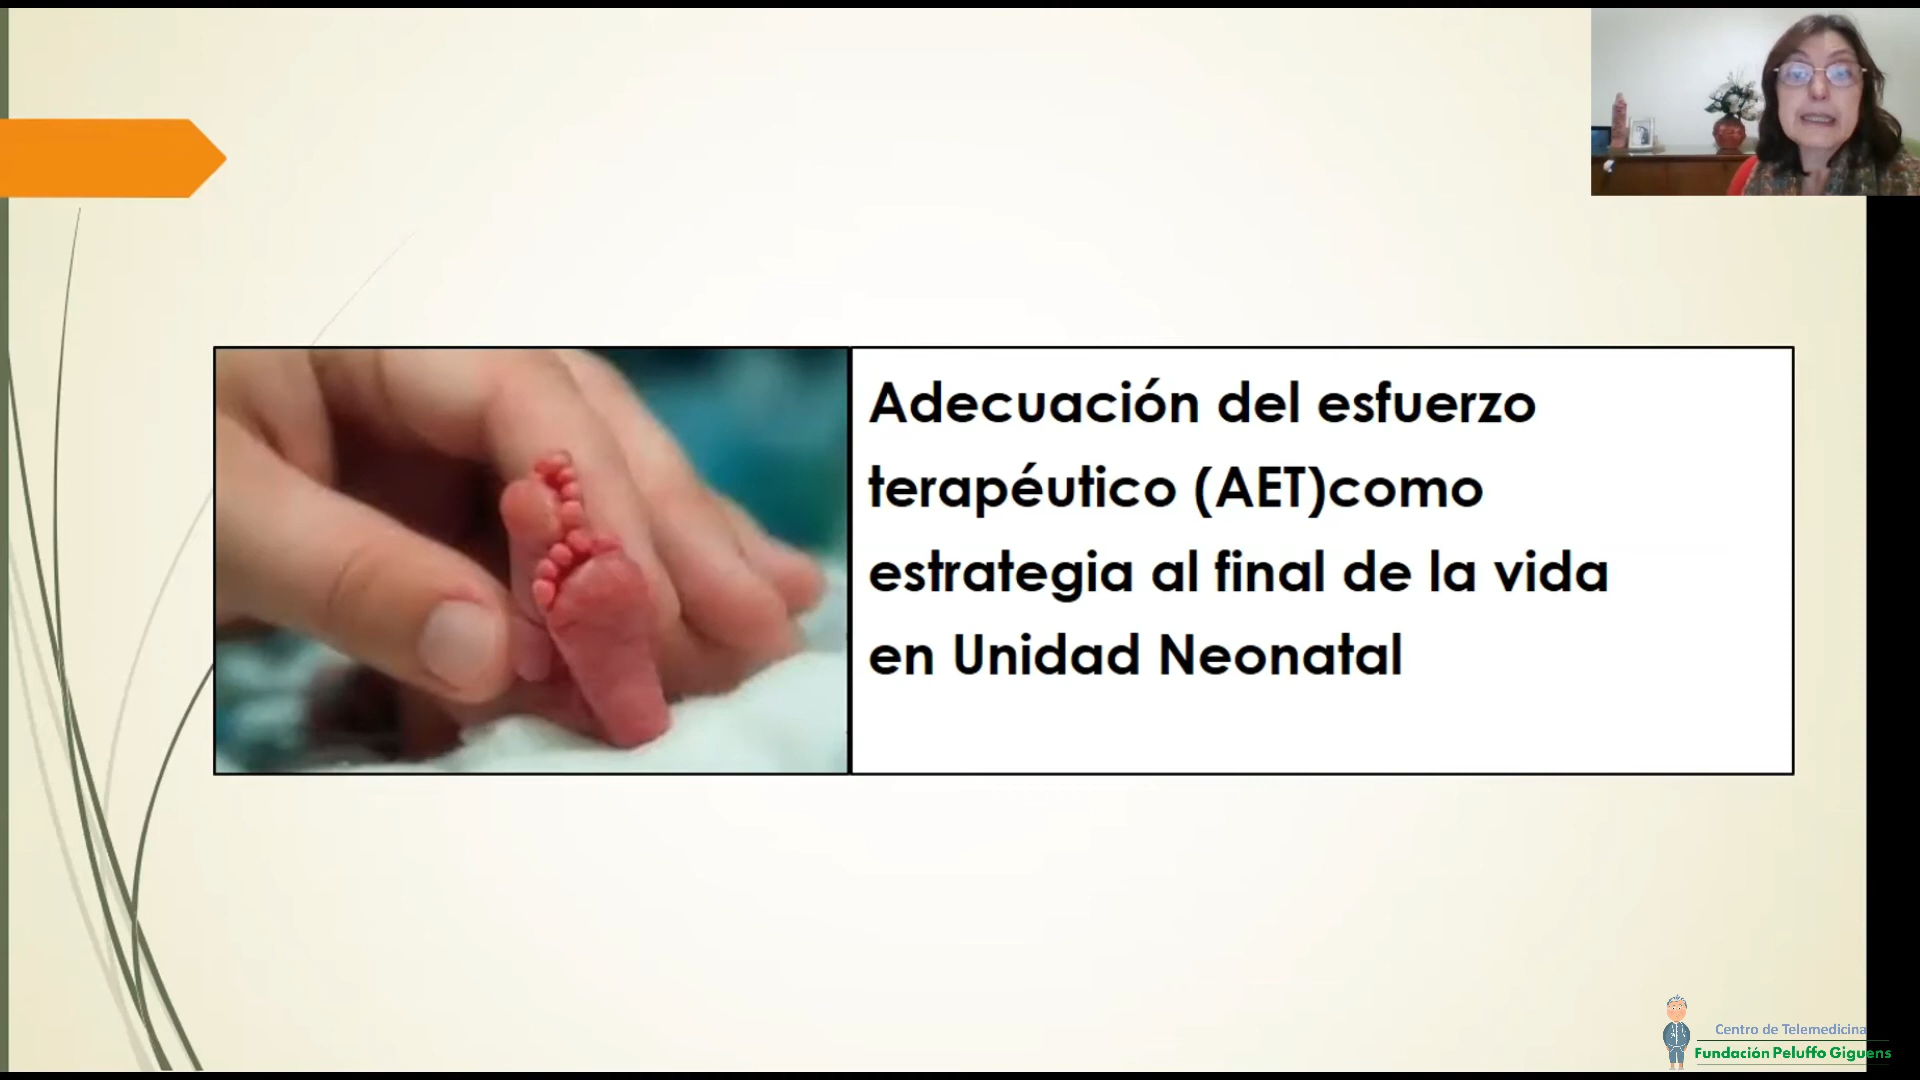 Adecuación del esfuerzo
terapéutico (AET)como
estrategia al final de la vida
en Unidad Neonatal
Centro de Telemedicina
Fundación Peluffo Giguens